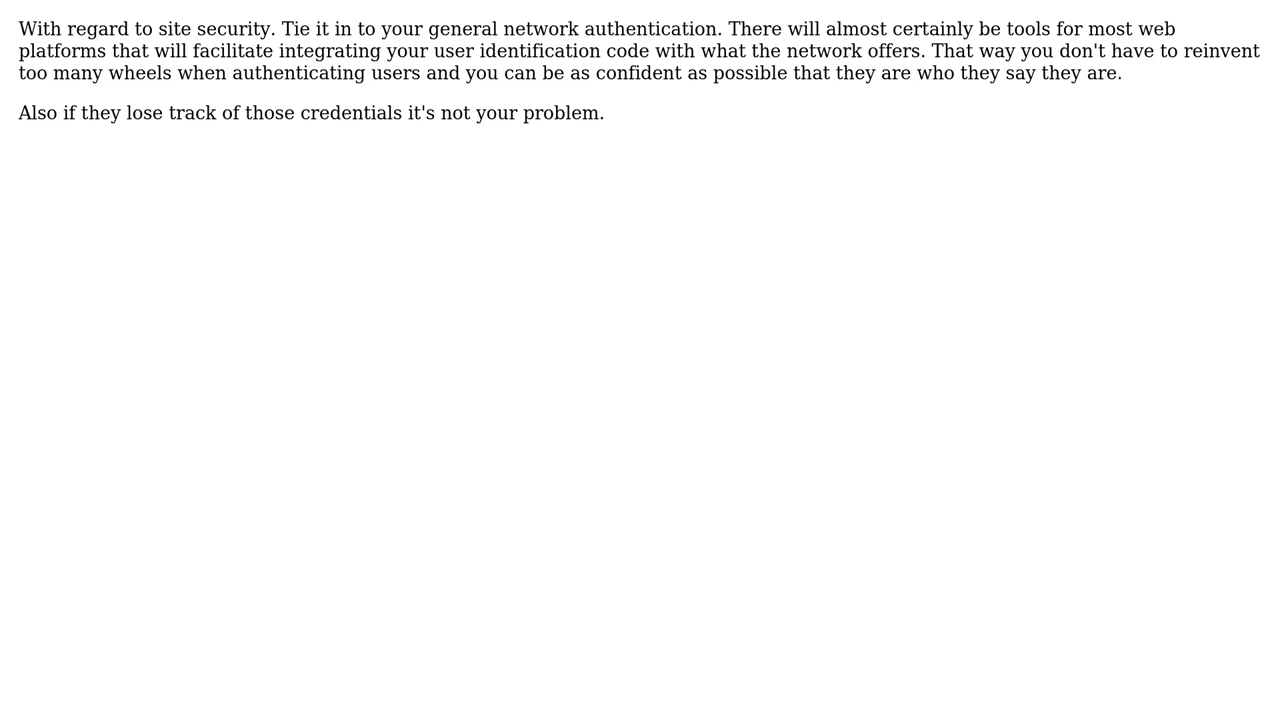 With regard to site security. Tie it in to your general network authentication. There will almost certainly be tools for most web
platforms that will facilitate integrating your user identification code with what the network offers. That way you don't have to reinvent
too many wheels when authenticating users and you can be as confident as possible that they are who they say they are.
Also if they lose track of those credentials it's not your problem.